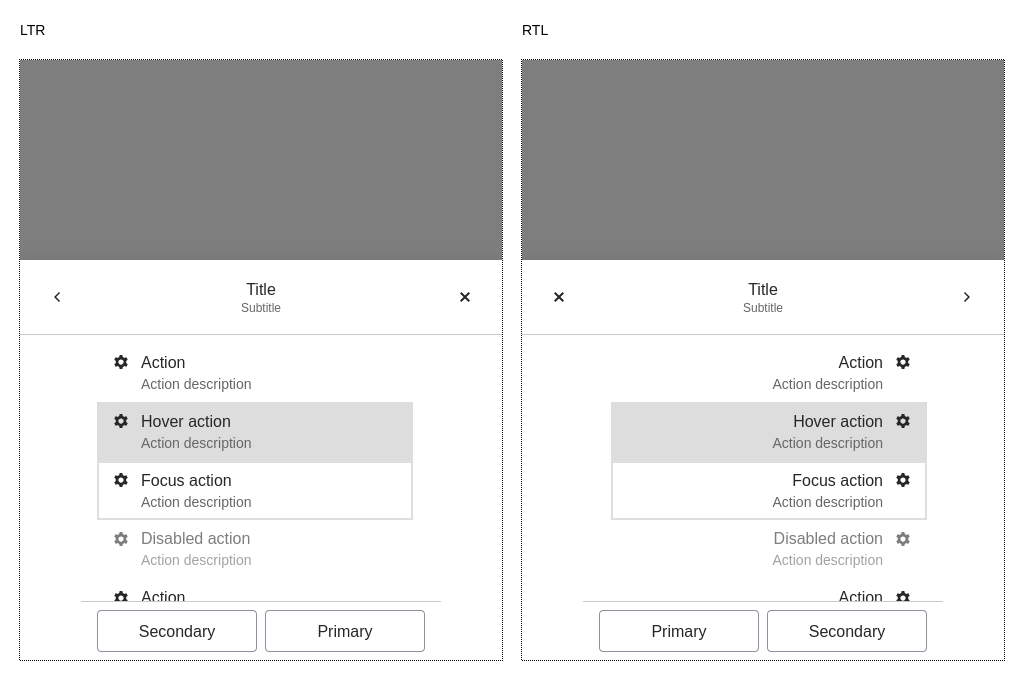 LTR
Title
Subtitle
Action
Action description
Hover action
Action description
Focus action
Action description
Disabled action
Action description
Action
Secondary
Primary
RTL
Title
Subtitle
Action
Action description
Hover action
Action description
Focus action
Action description
Disabled action
Action description
Action
Primary
Secondary